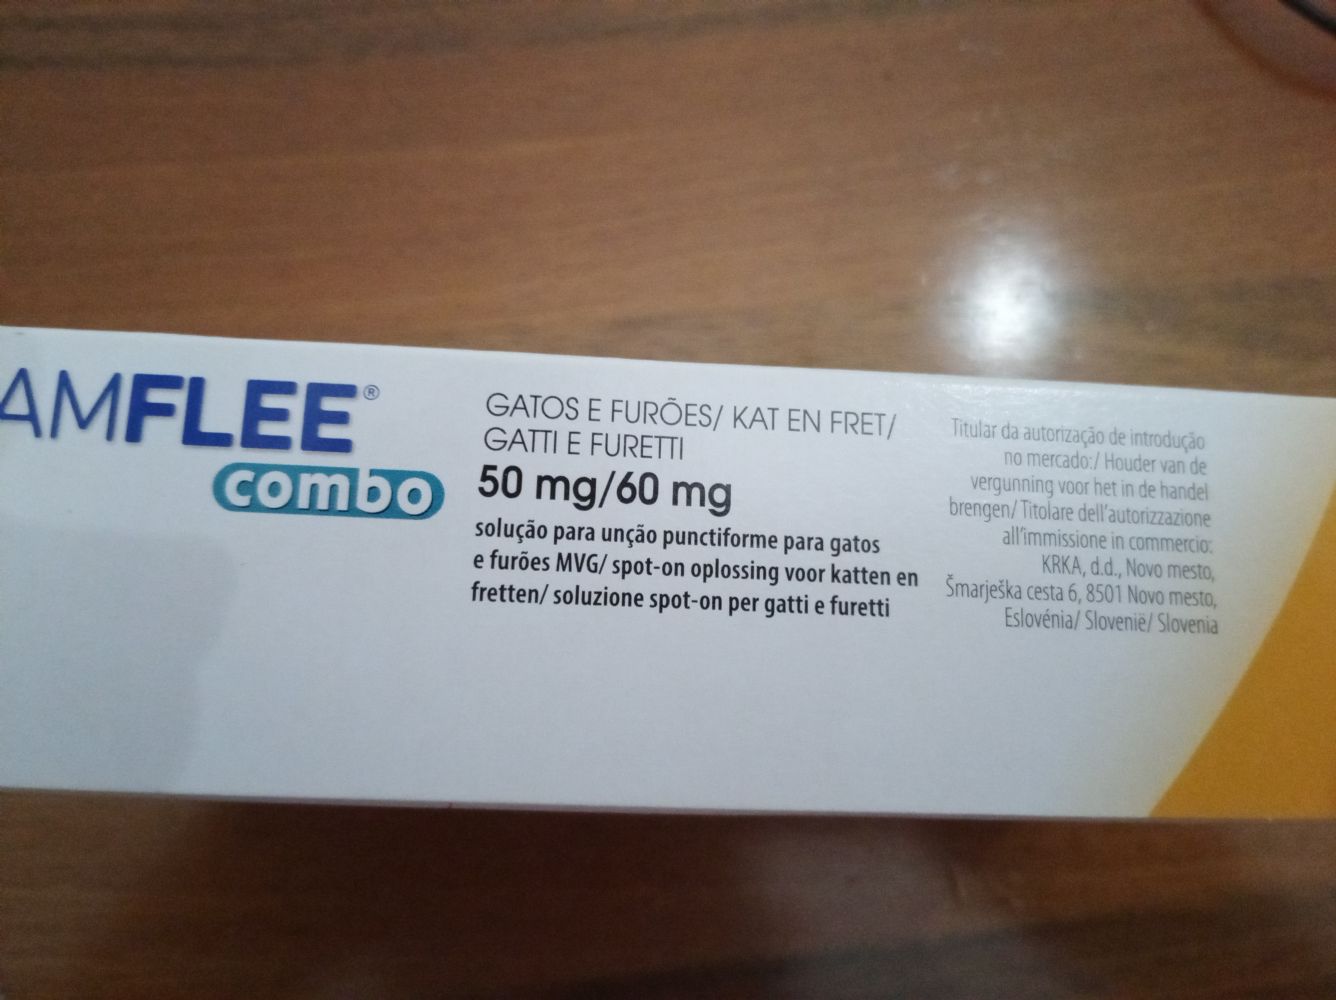 AMFLEE®
combo
GATOS E FURÕES/ KAT EN FRET/
GATTI E FURETTI
50 mg/60 mg
solução para unção punctiforme para gatos
e furões MVG/ spot-on oplossing voor katten en
fretten/ soluzione spot-on per gatti e furetti
Titular da autorização de introdução
no mercado:/ Houder van de
vergunning voor het in de handel
brengen/ Titolare dell'autorizzazione
all'immissione in commercio:
KRKA, d.d., Novo mesto,
Šmarješka cesta 6, 8501 Novo mesto,
Eslovénia/ Slovenië/ Slovenia